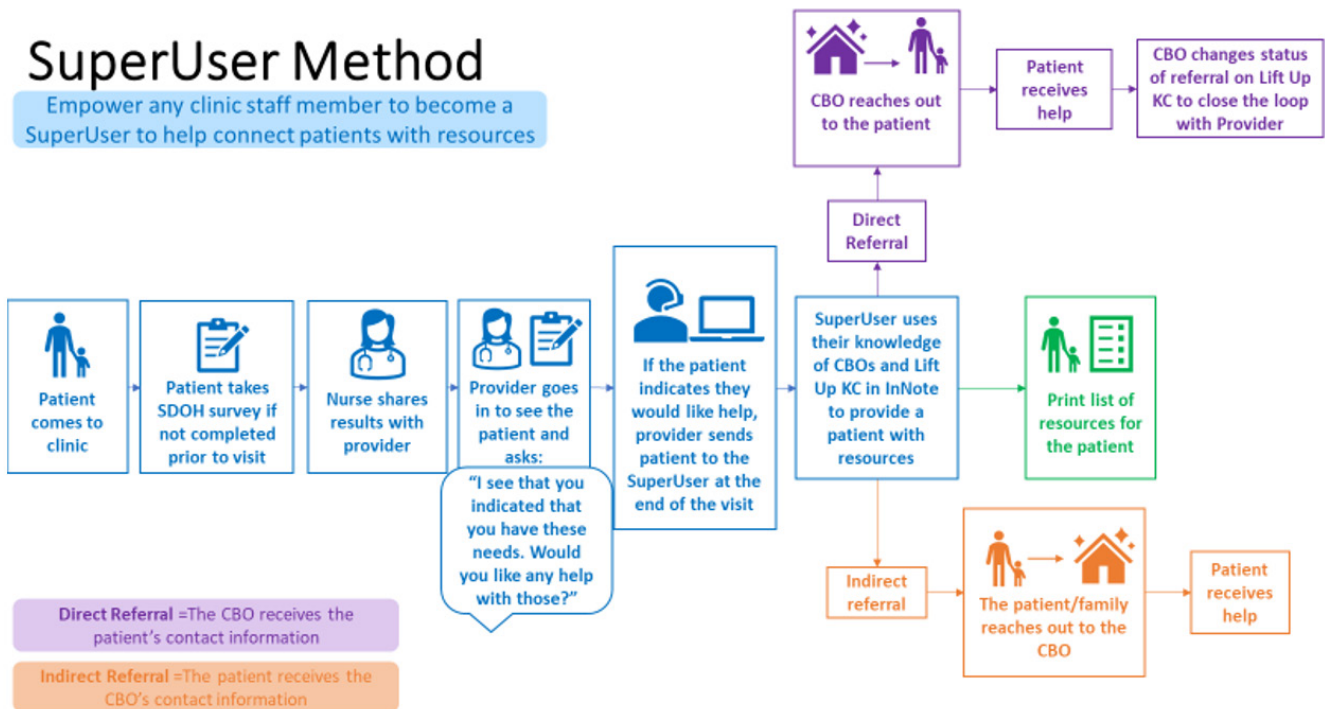 SuperUser Method
Empower any clinic staff member to become a
SuperUser to help connect patients with resources
Patient
comes to
clinic
Patient takes
SDOH survey if
not completed
prior to visit
Nurse shares
results with
provider
Provider goes
in to see the
patient and
asks:
“I see that you
indicated that
you have these
needs. Would
you like any help
with those?”
If the patient
indicates they
would like help,
provider sends
patient to the
SuperUser at the
end of the visit
SuperUser uses
their knowledge
of CBOs and Lift
Up KC in InNote
to provide a
patient with
resources
Direct
Referral
CBO reaches out
to the patient
Patient
receives
help
CBO changes status
of referral on Lift Up
KC to close the loop
with Provider
Print list of
resources for
the patient
Indirect
referral
The patient/family
reaches out to the
CBO
Patient
receives
help
Direct Referral =The CBO receives the
patient’s contact information
Indirect Referral =The patient receives the
CBO’s contact information